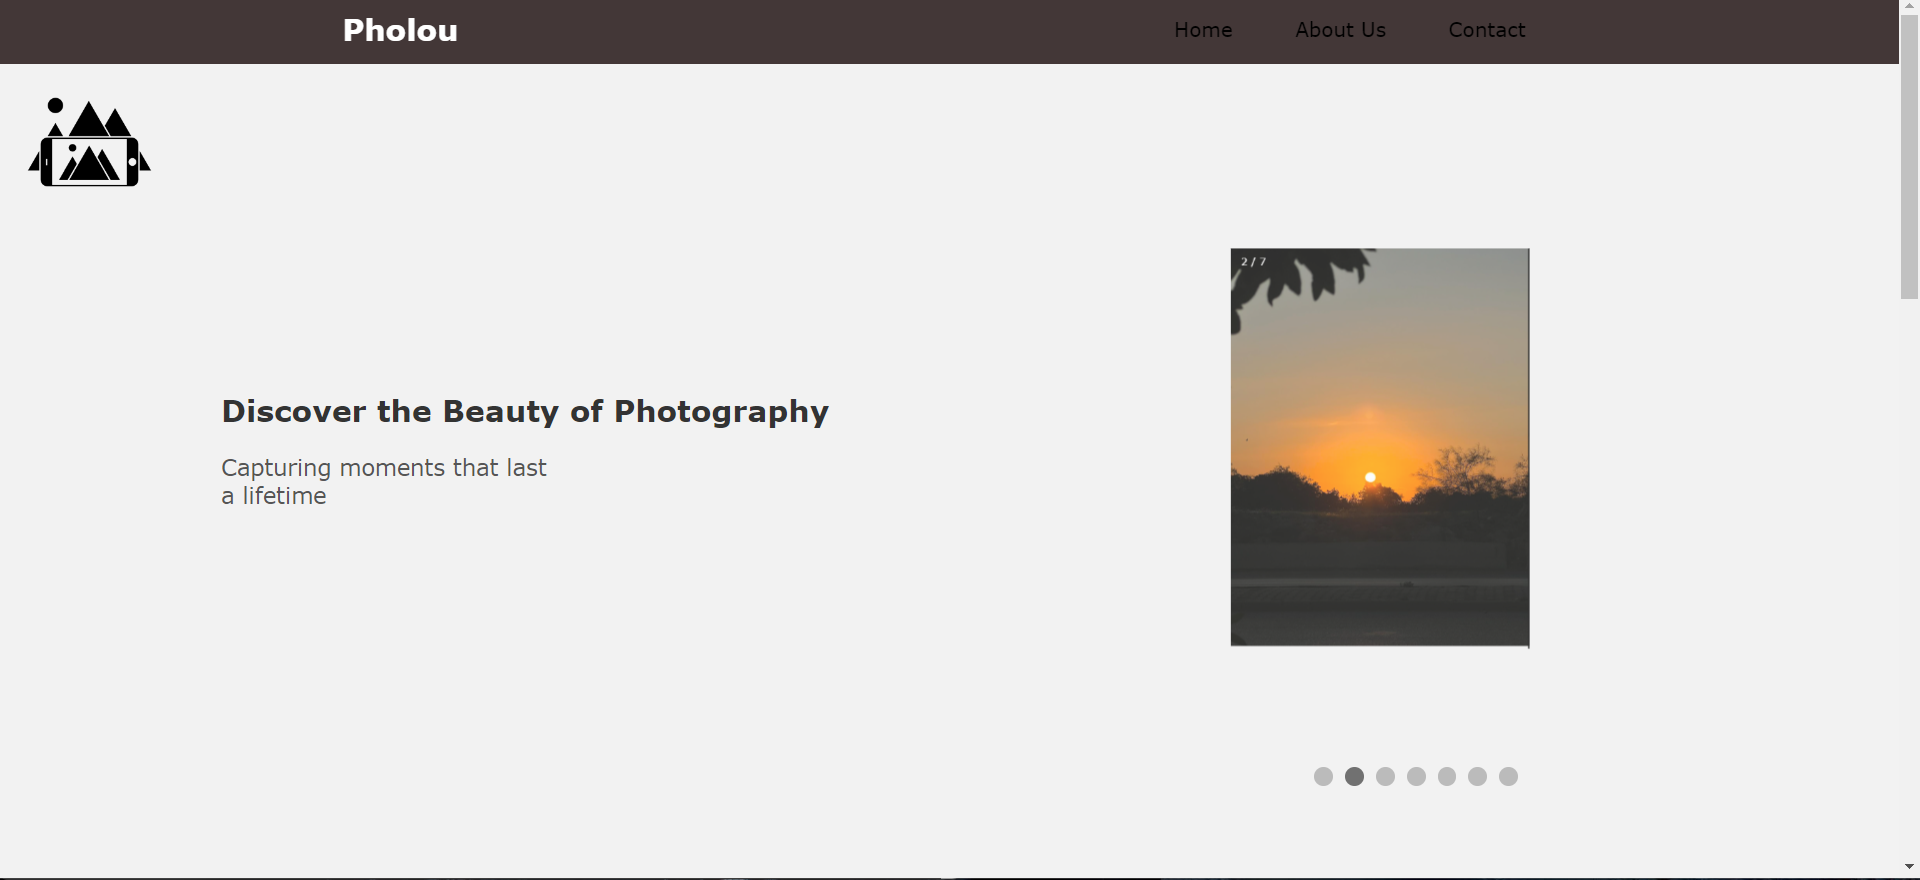 Pholou
Home
About Us
Contact
2 / 7
Discover the Beauty of Photography
Capturing moments that last
a lifetime